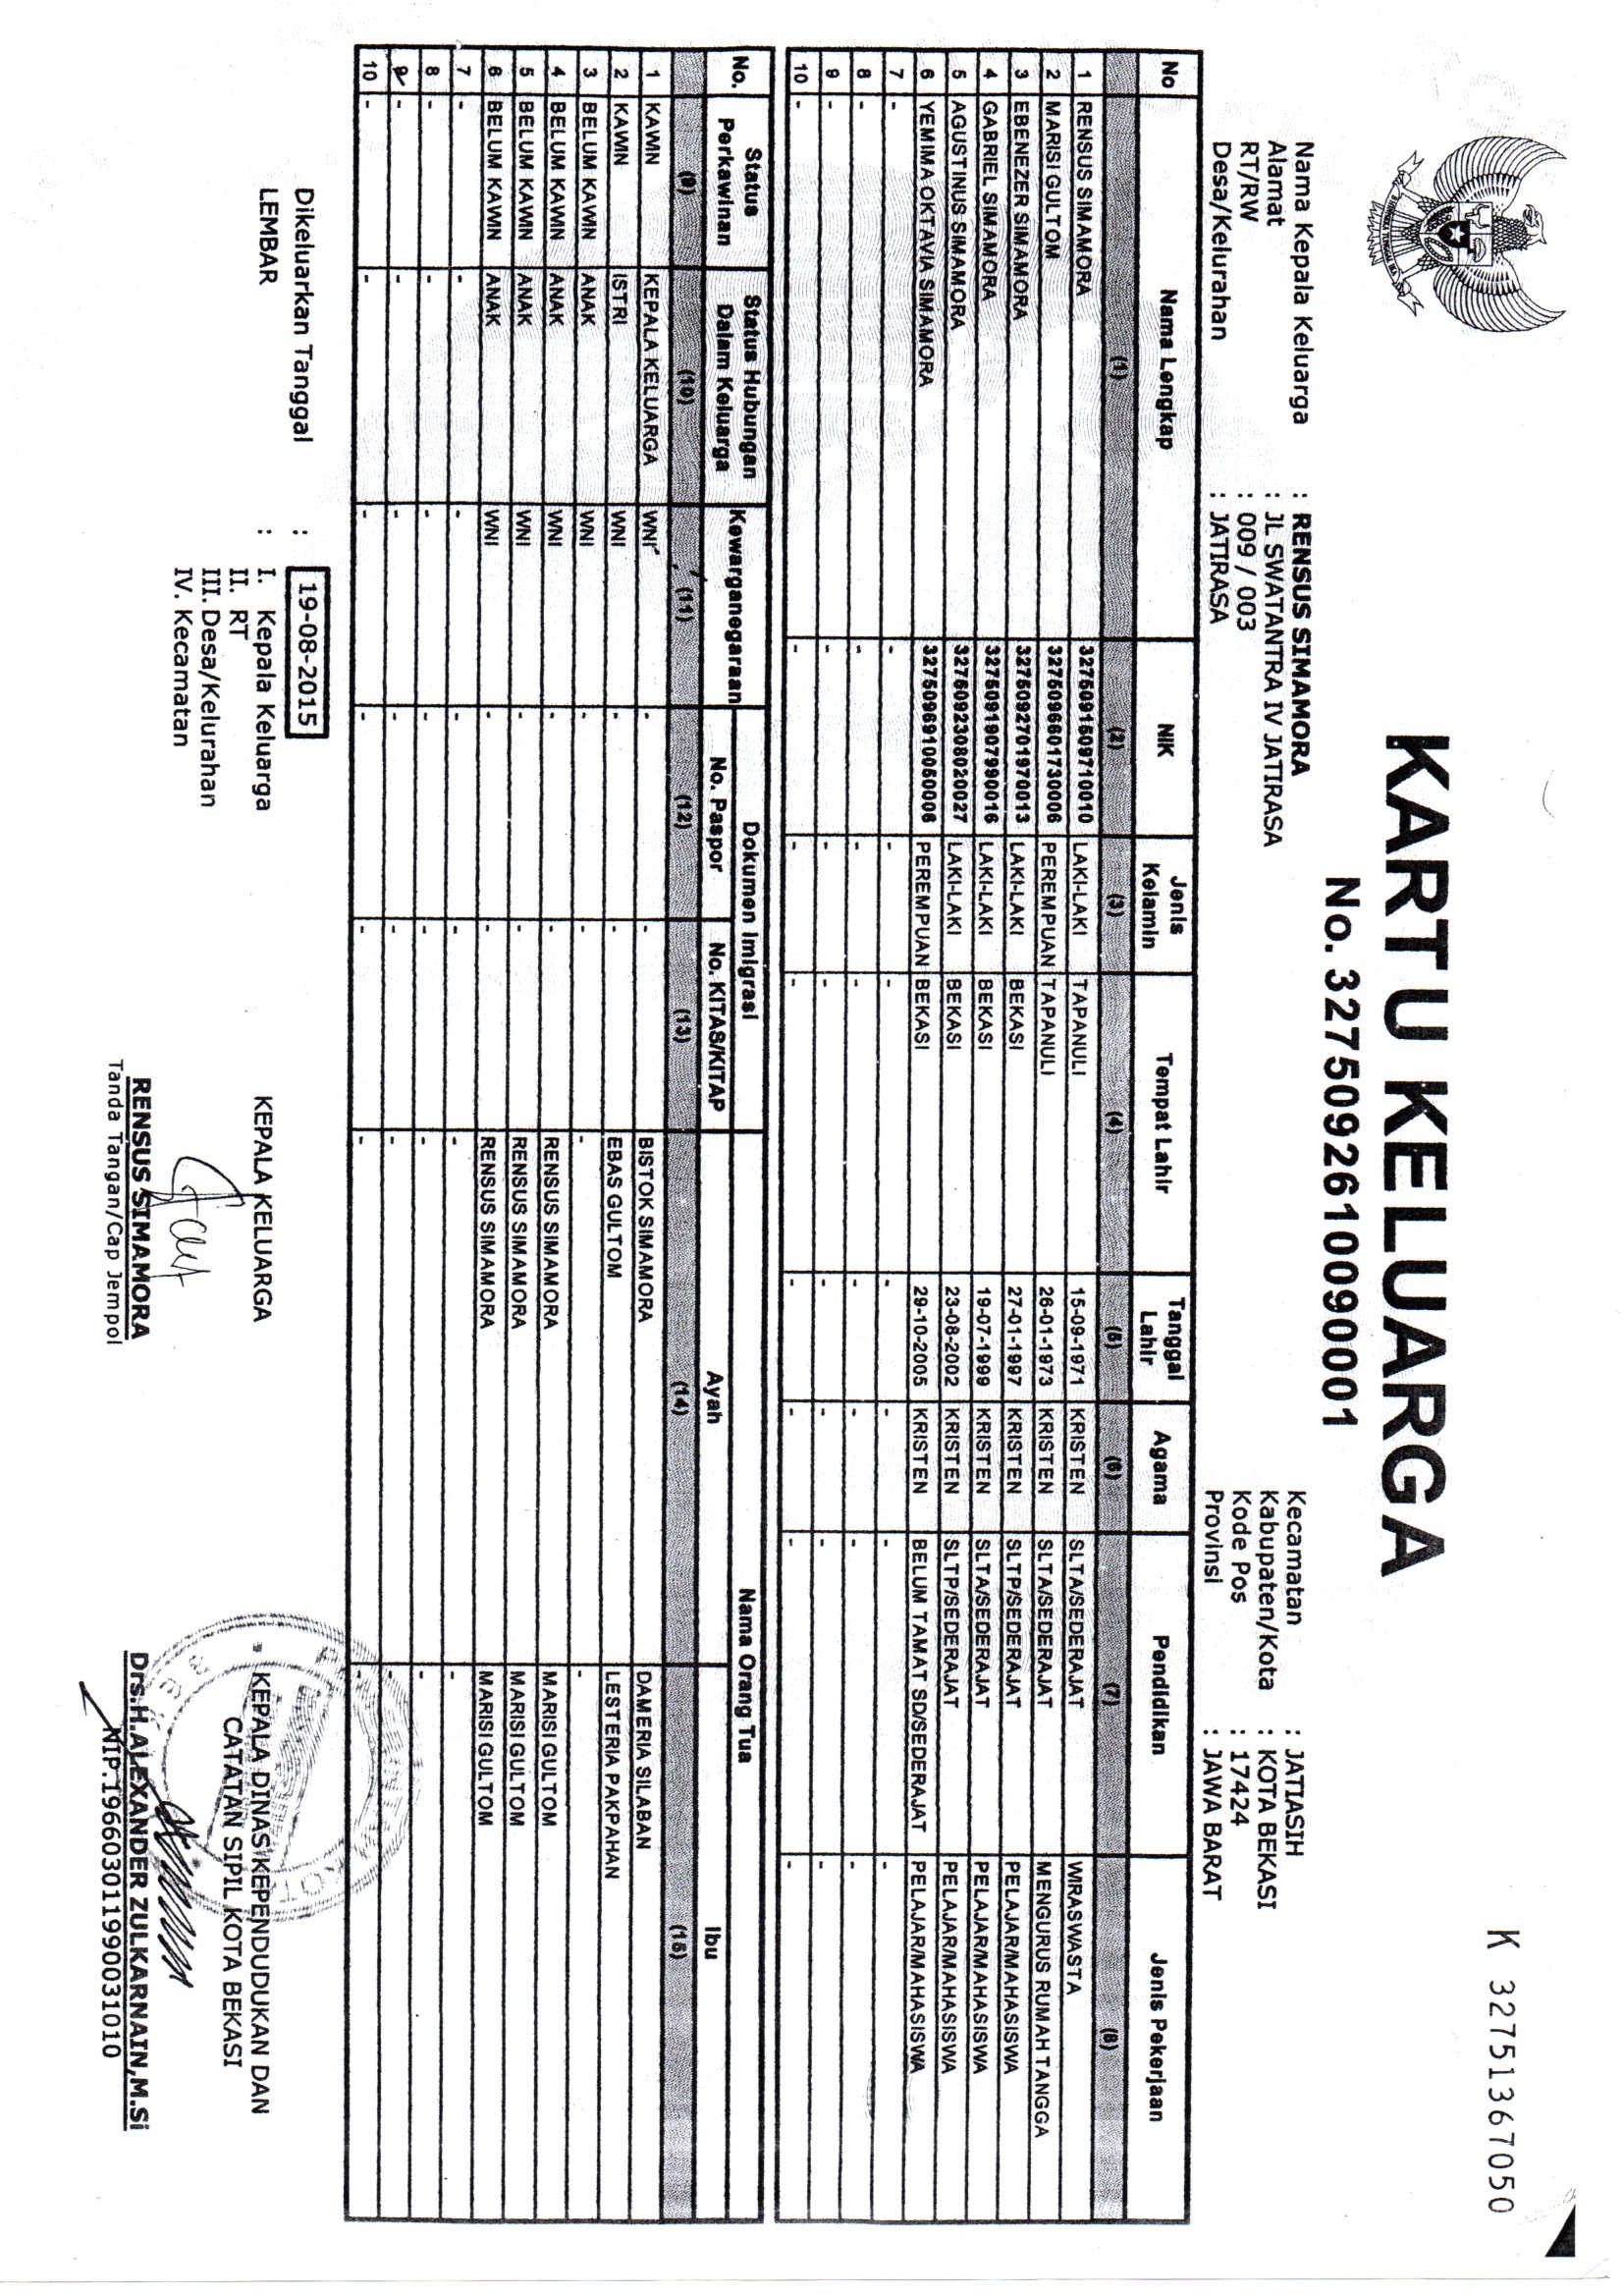 K 32751367050
KARTU KELUARGA
No. 3275092610090001
Nama Kepala Keluarga : RENSUS SIMAMORA
Alamat : JL SWATANTRA IV JATIRASA
RT/RW : 009 / 003
Desa/Kelurahan : JATIRASA
Kecamatan : JATIASIH
Kabupaten/Kota : KOTA BEKASI
Kode Pos : 17424
Provinsi : JAWA BARAT
No Nama Lengkap NIK Jenis Kelamin Tempat Lahir Tanggal Lahir Agama Pendidikan Jenis Pekerjaan
(1) (2) (3) (4) (5) (6) (7) (8)
1 RENSUS SIMAMORA 3275091509710010 LAKI-LAKI TAPANULI 15-09-1971 KRISTEN SLTA/SEDERAJAT WIRASWASTA
2 MARISI GULTOM 3275096601730006 PEREMPUAN TAPANULI 26-01-1973 KRISTEN SLTA/SEDERAJAT MENGURUS RUMAH TANGGA
3 EBENEZER SIMAMORA 3275092701970013 LAKI-LAKI BEKASI 27-01-1997 KRISTEN SLTP/SEDERAJAT PELAJAR/MAHASISWA
4 GABRIEL SIMAMORA 3275091907990016 LAKI-LAKI BEKASI 19-07-1999 KRISTEN SLTA/SEDERAJAT PELAJAR/MAHASISWA
5 AGUSTINUS SIMAMORA 3275092308020027 LAKI-LAKI BEKASI 23-08-2002 KRISTEN SLTP/SEDERAJAT PELAJAR/MAHASISWA
6 YEMIMA OKTAVIA SIMAMORA 3275096910050006 PEREMPUAN BEKASI 29-10-2005 KRISTEN BELUM TAMAT SD/SEDERAJAT PELAJAR/MAHASISWA
7 - - - - - - - -
8 - - - - - - - -
9 - - - - - - - -
10 - - - - - - - -
No. Status Perkawinan Status Hubungan Dalam Keluarga Kewarganegaraan Dokumen Imigrasi Nama Orang Tua
No. Paspor No. KITAS/KITAP Ayah Ibu
(9) (10) (11) (12) (13) (14) (15)
1 KAWIN KEPALA KELUARGA WNI - - BISTOK SIMAMORA DAMERIA SILABAN
2 KAWIN ISTRI WNI - - EBAS GULTOM LESTERIA PAKPAHAN
3 BELUM KAWIN ANAK WNI - - - -
4 BELUM KAWIN ANAK WNI - - RENSUS SIMAMORA MARISI GULTOM
5 BELUM KAWIN ANAK WNI - - RENSUS SIMAMORA MARISI GULTOM
6 BELUM KAWIN ANAK WNI - - RENSUS SIMAMORA MARISI GULTOM
7 - - - - - - -
8 - - - - - - -
9 - - - - - - -
10 - - - - - - -
Dikeluarkan Tanggal : 19-08-2015
LEMBAR : I. Kepala Keluarga
II. RT
III. Desa/Kelurahan
IV. Kecamatan
KEPALA KELUARGA
RENSUS SIMAMORA
Tanda Tangan/Cap Jempol
KEPALA DINAS KEPENDUDUKAN DAN
CATATAN SIPIL KOTA BEKASI
Drs.H.ALEXANDER ZULKARNAIN,M.Si
NIP.196603011990031010